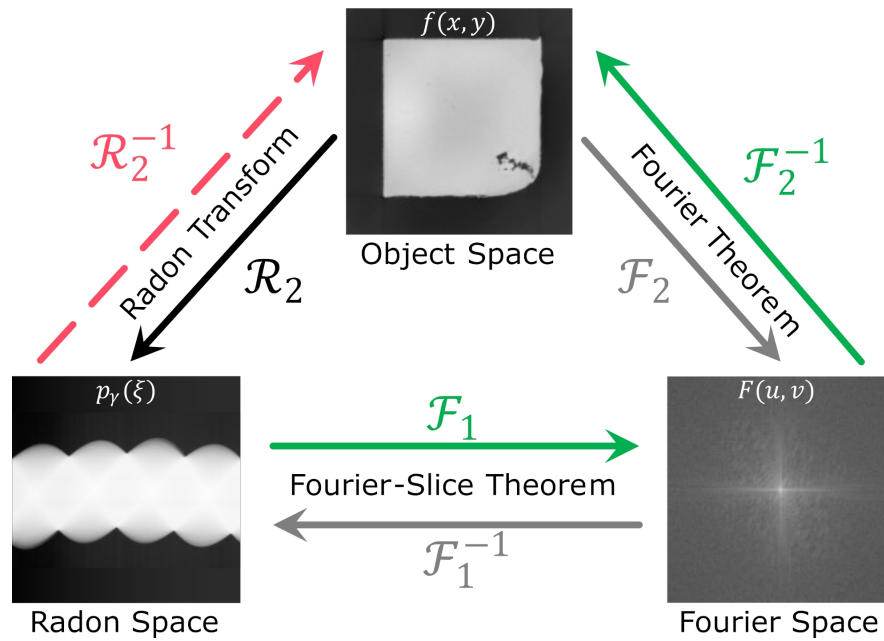 f(x, y)
Object Space
ℛ₂⁻¹
Radon Transform
ℛ₂
ℱ₂⁻¹
Fourier Theorem
ℱ₂
p_γ(ξ)
Radon Space
ℱ₁
Fourier-Slice Theorem
ℱ₁⁻¹
F(u, v)
Fourier Space